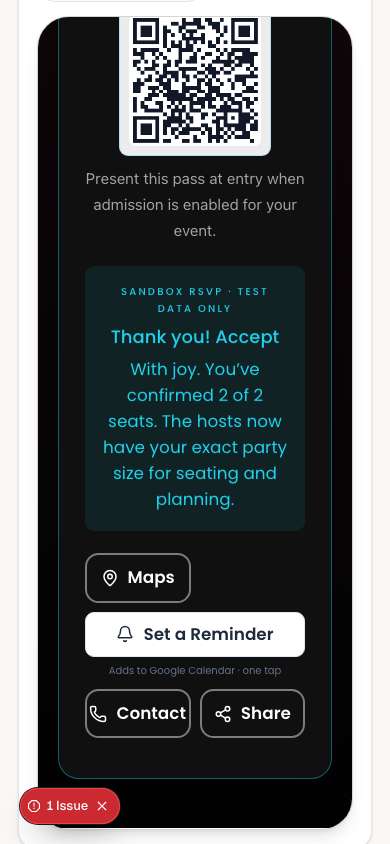 Present this pass at entry when
admission is enabled for your
event.
SANDBOX RSVP · TEST
DATA ONLY
Thank you! Accept
With joy. You’ve
confirmed 2 of 2
seats. The hosts now
have your exact party
size for seating and
planning.
Maps
Set a Reminder
Adds to Google Calendar · one tap
Contact
Share
1 Issue